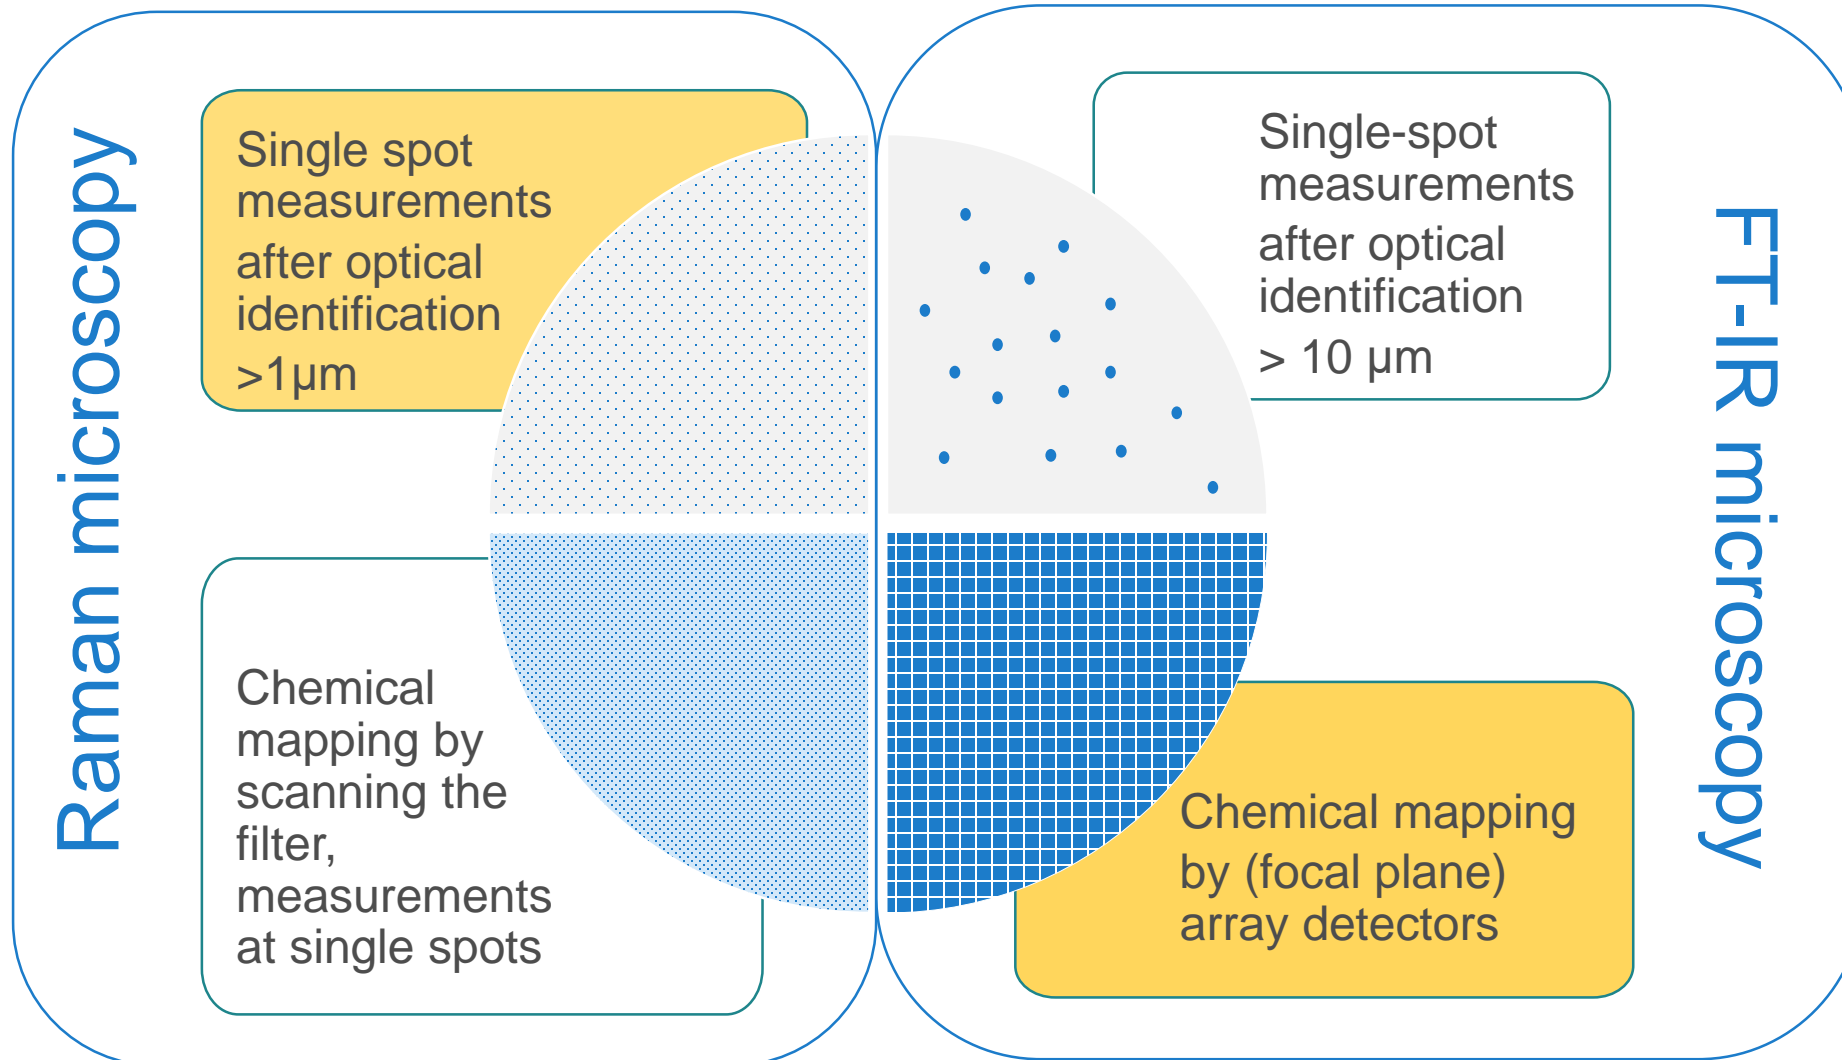 Raman microscopy
Single spot
measurements
after optical
identification
>1µm
Chemical
mapping by
scanning the
filter,
measurements
at single spots
Single-spot
measurements
after optical
identification
> 10 µm
Chemical mapping
by (focal plane)
array detectors
FT-IR microscopy